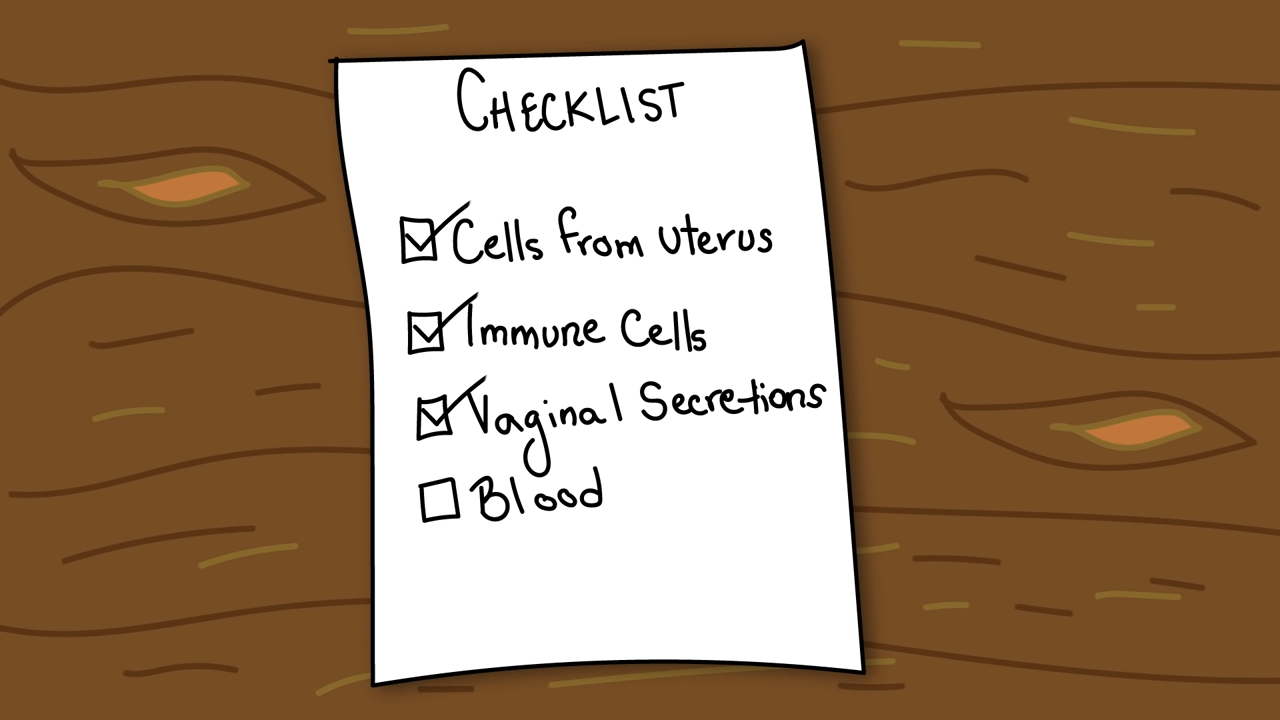 CHECKLIST
Cells from uterus
Immune Cells
Vaginal Secretions
Blood